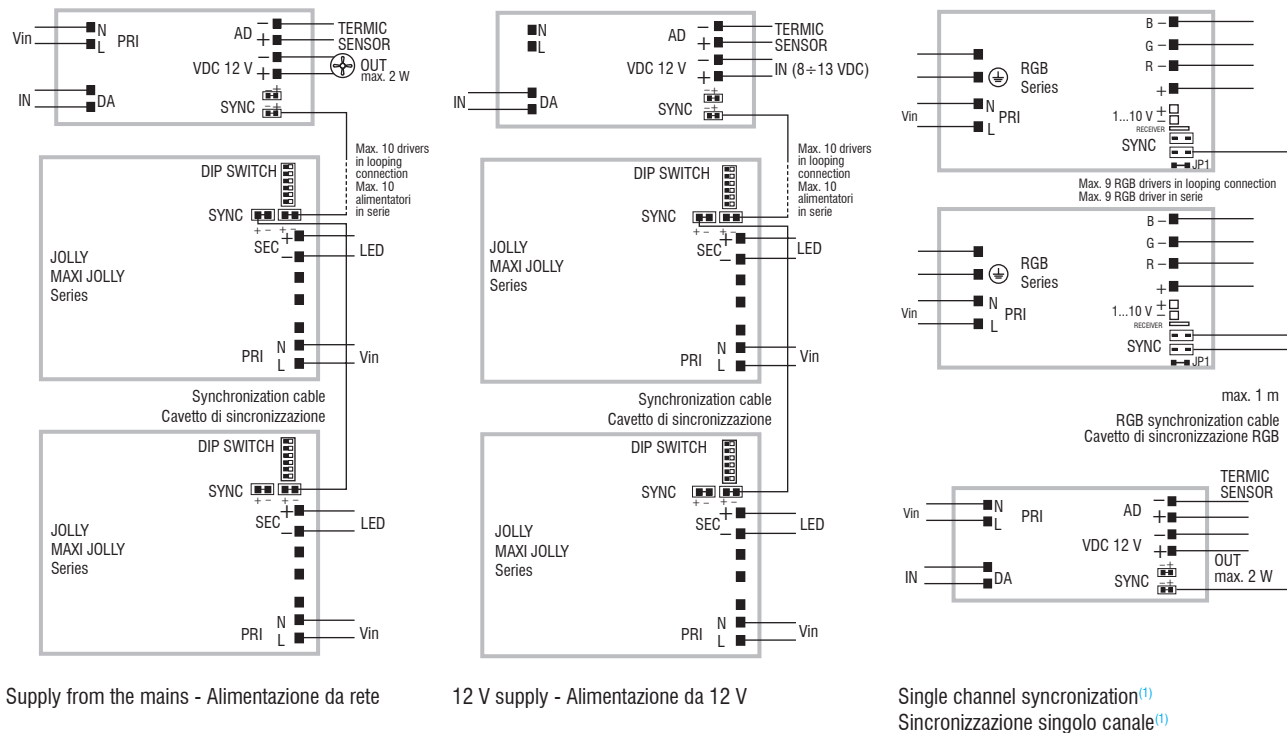 Vin
N
L
PRI
IN
DA
AD
−
+
TERMIC
SENSOR
VDC 12 V
−
+
OUT
max. 2 W
SYNC
− +
− +
Max. 10 drivers
in looping
connection
Max. 10
alimentatori
in serie
DIP SWITCH
SYNC
+ − + −
SEC
+
−
LED
JOLLY
MAXI JOLLY
Series
PRI
N
L
Vin
Synchronization cable
Cavetto di sincronizzazione
DIP SWITCH
SYNC
+ − + −
SEC
+
−
LED
JOLLY
MAXI JOLLY
Series
PRI
N
L
Vin
Supply from the mains - Alimentazione da rete
N
L
IN
DA
AD
−
+
TERMIC
SENSOR
VDC 12 V
−
+
IN (8÷13 VDC)
SYNC
− +
− +
Max. 10 drivers
in looping
connection
Max. 10
alimentatori
in serie
DIP SWITCH
SYNC
+ − + −
SEC
+
−
LED
JOLLY
MAXI JOLLY
Series
PRI
N
L
Vin
Synchronization cable
Cavetto di sincronizzazione
DIP SWITCH
SYNC
+ − + −
SEC
+
−
LED
JOLLY
MAXI JOLLY
Series
PRI
N
L
Vin
12 V supply - Alimentazione da 12 V
B −
G −
R −
+
RGB
Series
Vin
N
PRI
L
1...10 V
+
−
RECEIVER
SYNC
JP1
Max. 9 RGB drivers in looping connection
Max. 9 RGB driver in serie
B −
G −
R −
+
RGB
Series
Vin
N
PRI
L
1...10 V
+
−
RECEIVER
SYNC
JP1
max. 1 m
RGB synchronization cable
Cavetto di sincronizzazione RGB
TERMIC
SENSOR
Vin
N
L
PRI
AD
−
+
VDC 12 V
−
+
OUT
max. 2 W
IN
DA
SYNC
− +
− +
Single channel syncronization(1)
Sincronizzazione singolo canale(1)